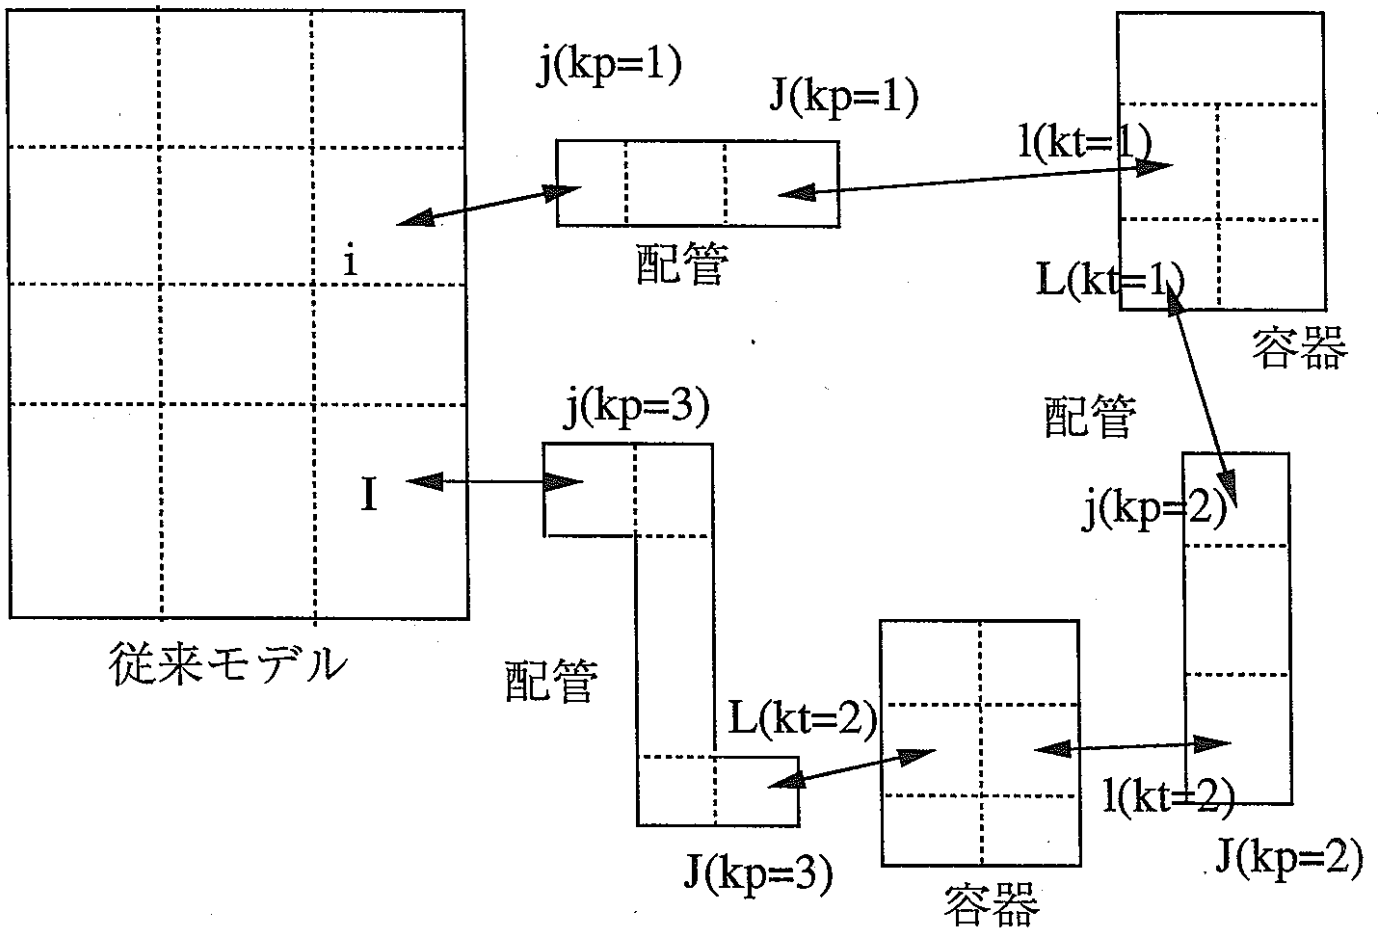 j(kp=1)
J(kp=1)
l(kt=1)
i
配管
L(kt=1)
容器
配管
j(kp=3)
I
j(kp=2)
従来モデル
配管
L(kt=2)
l(kt=2)
J(kp=3)
J(kp=2)
容器